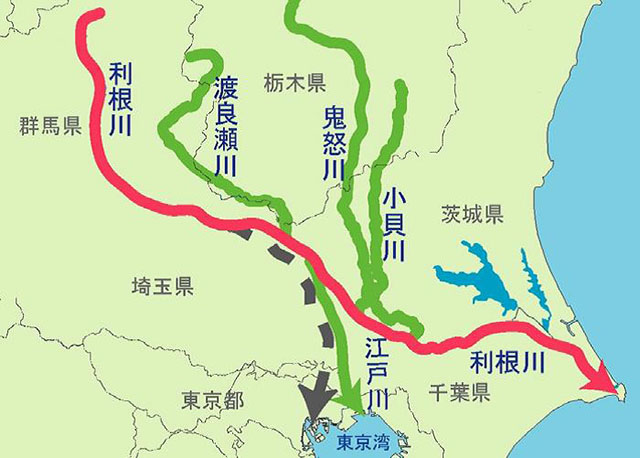 利根川
渡良瀬川
栃木県
群馬県
鬼怒川
小貝川
茨城県
埼玉県
江戸川
利根川
千葉県
東京都
東京湾